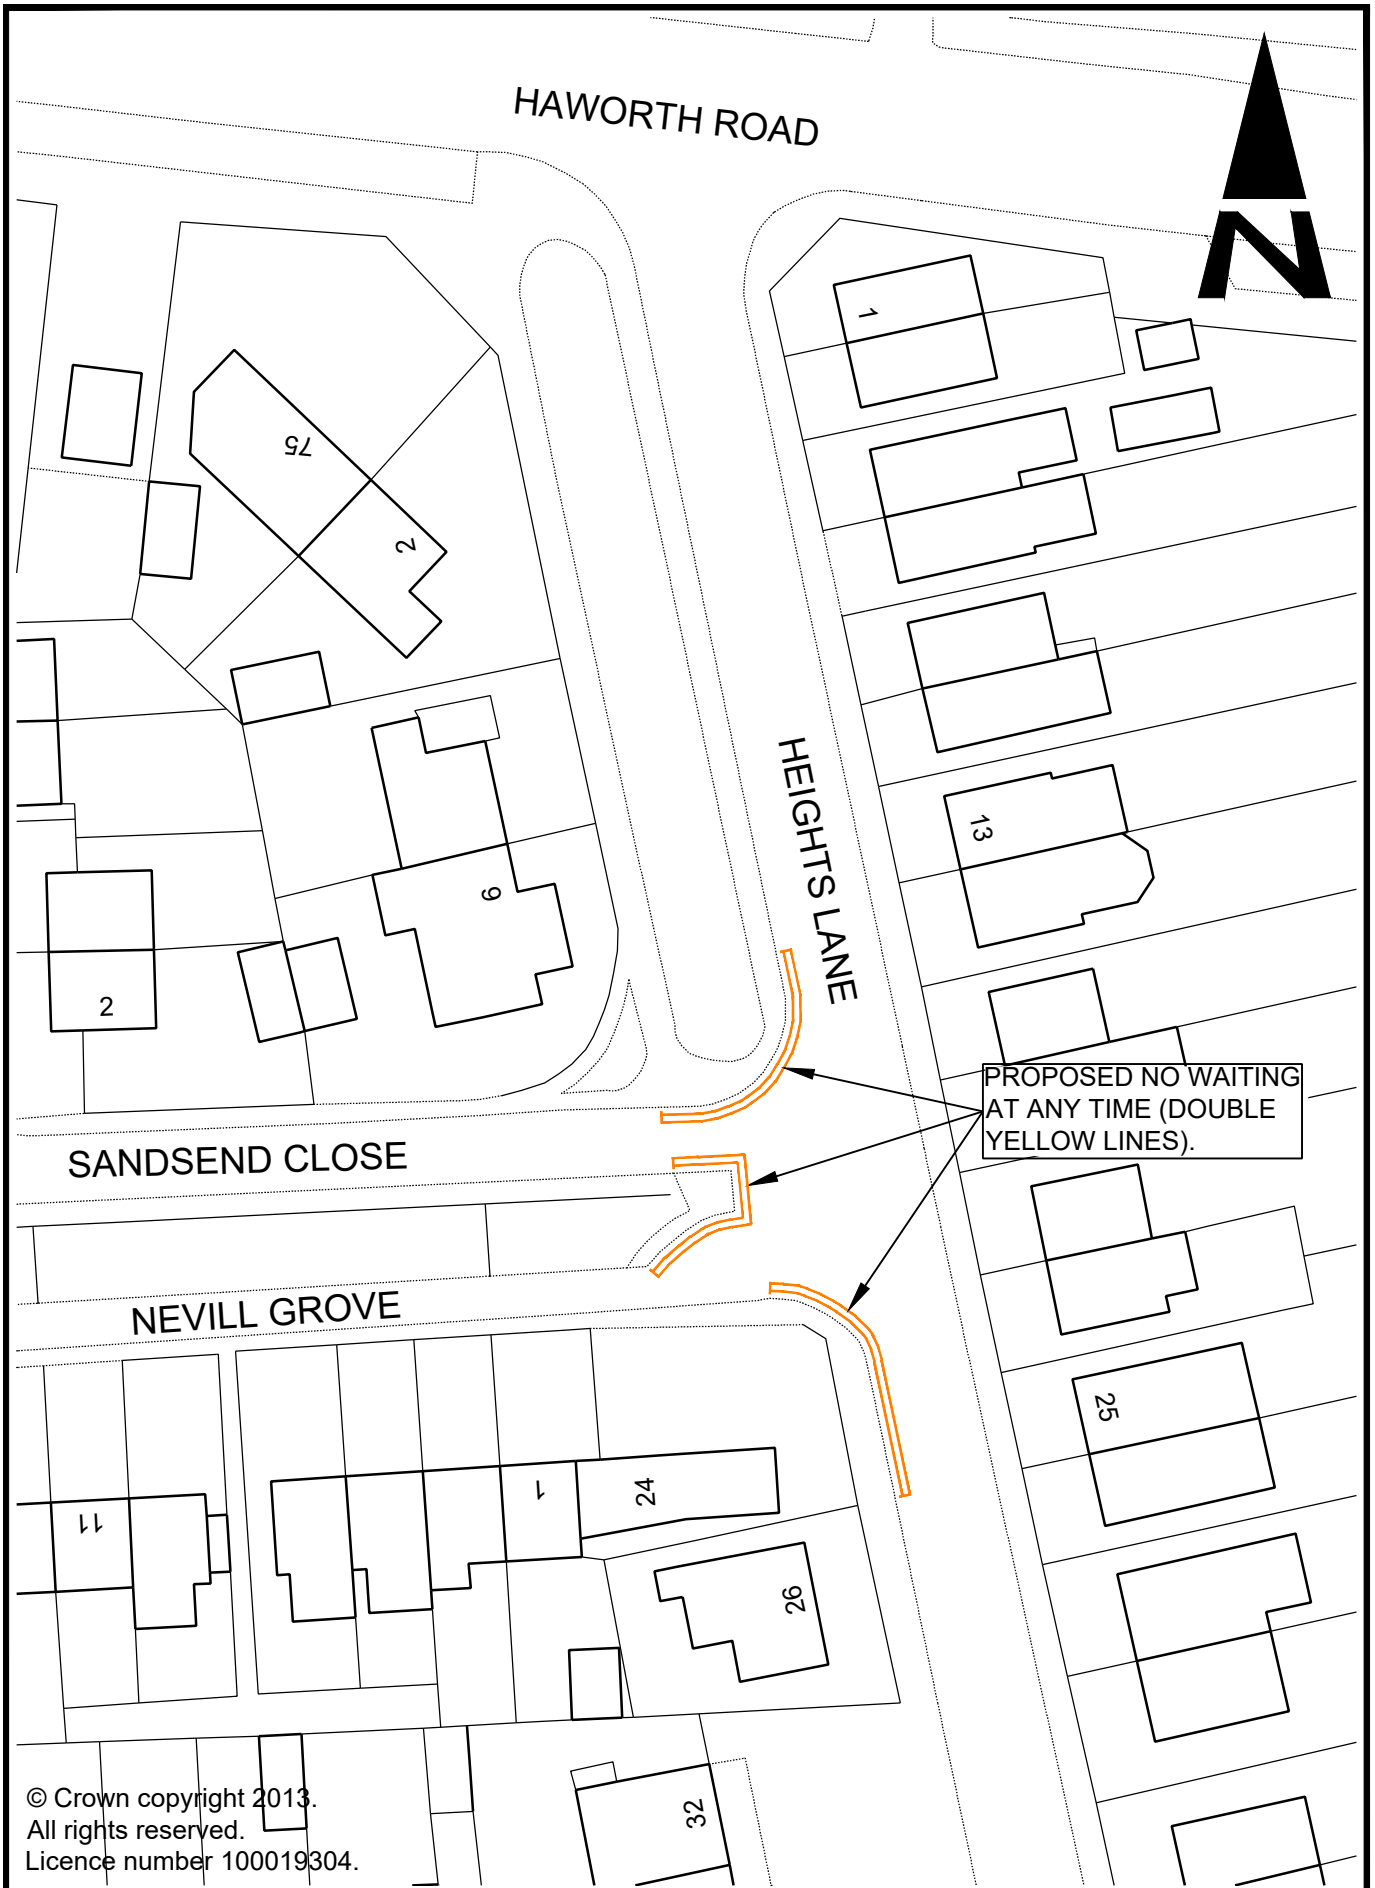 HAWORTH ROAD
N
1
75
2
HEIGHTS LANE
13
9
2
PROPOSED NO WAITING
AT ANY TIME (DOUBLE
YELLOW LINES).
SANDSEND CLOSE
NEVILL GROVE
25
1
24
11
26
32
© Crown copyright 2013.
All rights reserved.
Licence number 100019304.